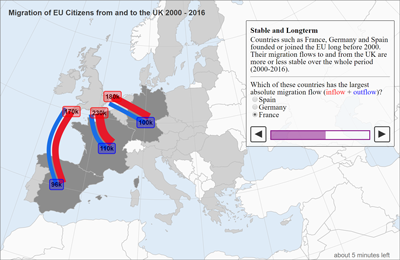 Migration of EU Citizens from and to the UK 2000 - 2016
Stable and Longterm
Countries such as France, Germany and Spain
founded or joined the EU long before 2000.
Their migration flows to and from the UK are
more or less stable over the whole period
(2000-2016).
Which of these countries has the largest
absolute migration flow (inflow + outflow)?
Spain
Germany
France
180k
170k
220k
100k
110k
90k
about 5 minutes left